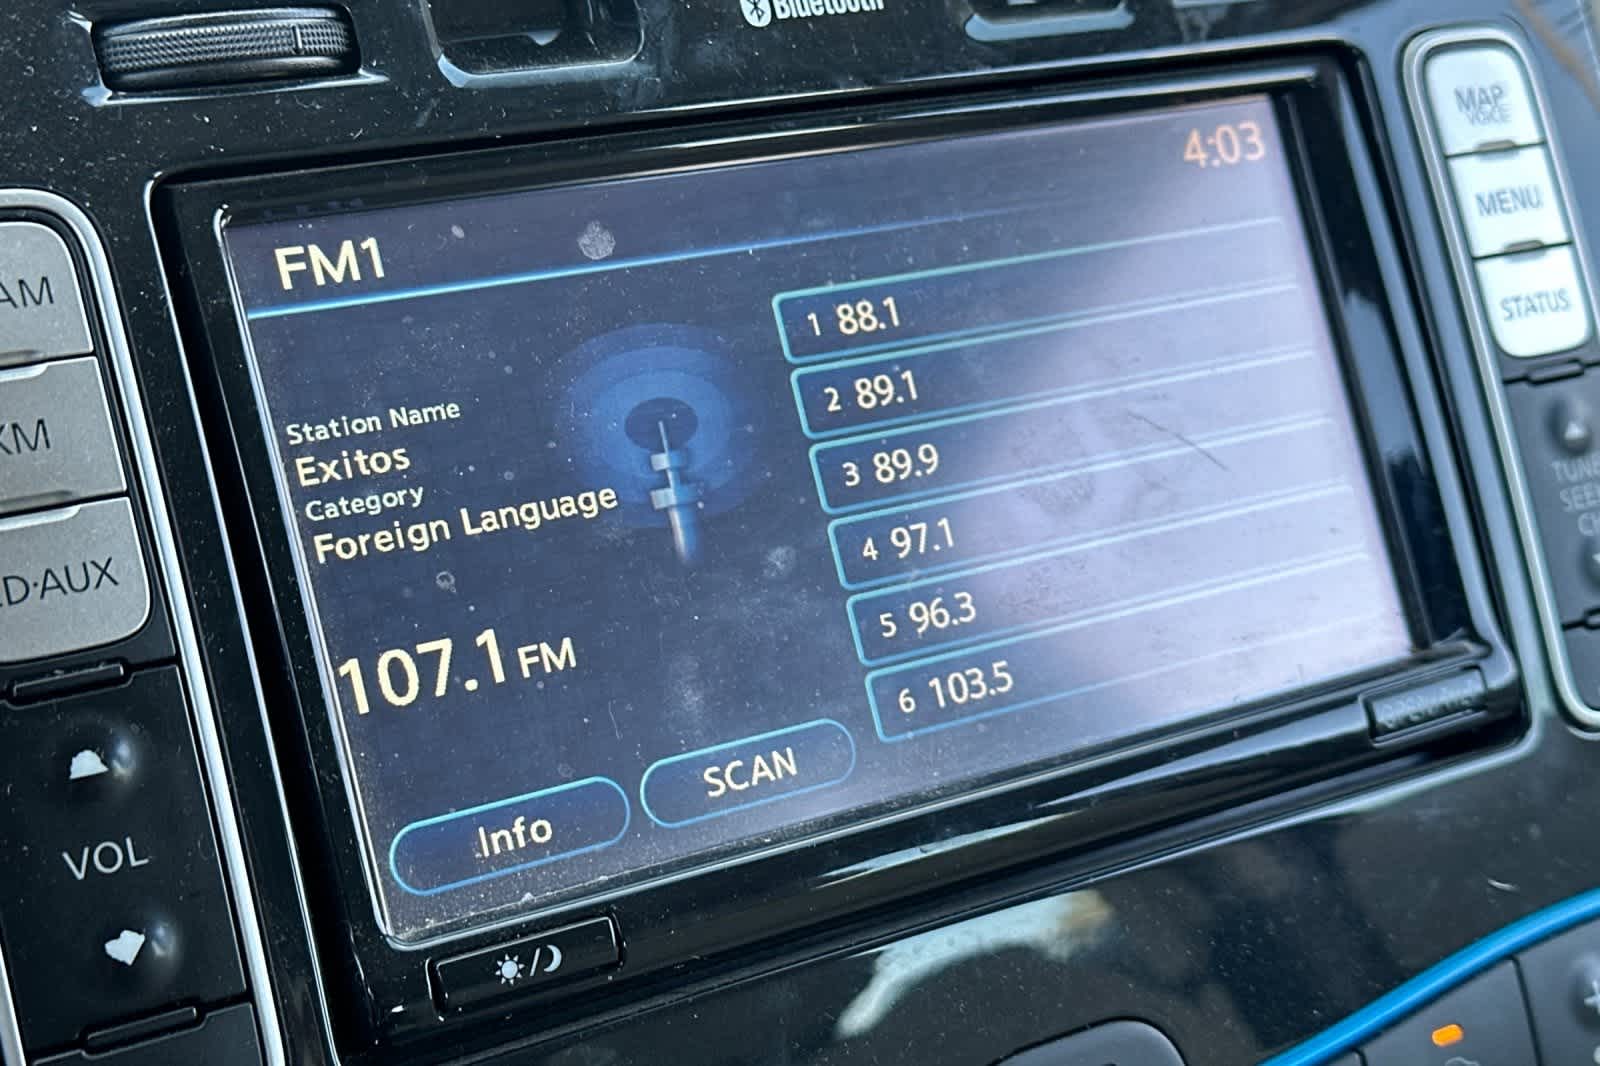 Bluetooth
4:03
FM1
Station Name
Exitos
Category
Foreign Language
107.1 FM
1 88.1
2 89.1
3 89.9
4 97.1
5 96.3
6 103.5
Info
SCAN
AM
XM
D·AUX
VOL
MAP
VOICE
MENU
STATUS
TUNE
SEEK